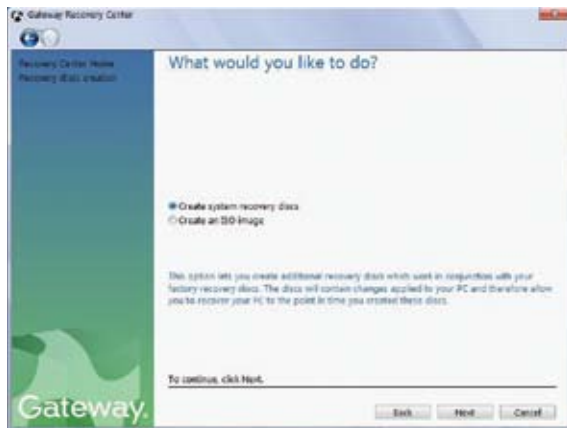 Gateway Recovery Center
Recovery Center Home
Recovery disc creation
What would you like to do?
Create system recovery discs
Create an ISO image
This option lets you create additional recovery discs which work in conjunction with your
factory recovery discs. The discs will contain changes applied to your PC and therefore allow
you to recover your PC to the point in time you created these discs.
To continue, click Next.
Gateway.
Back
Next
Cancel